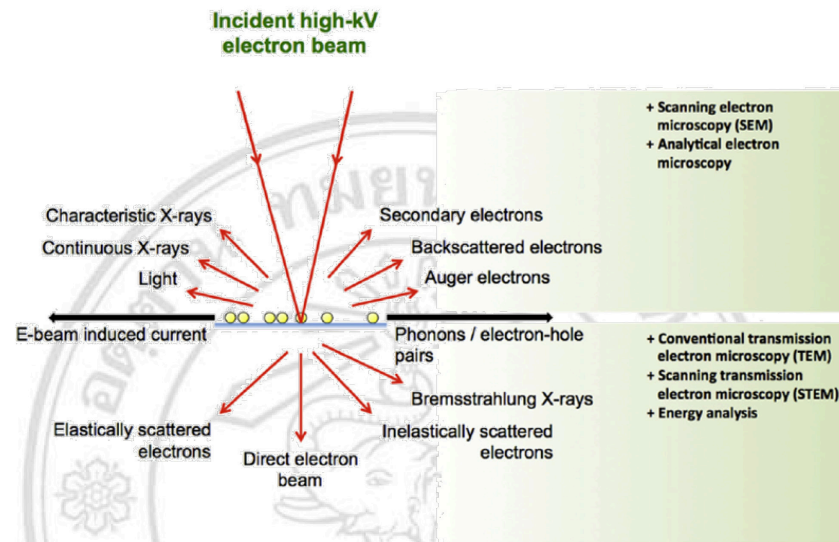 Incident high-kV
electron beam
+ Scanning electron
microscopy (SEM)
+ Analytical electron
microscopy
Characteristic X-rays
Continuous X-rays
Light
Secondary electrons
Backscattered electrons
Auger electrons
E-beam induced current
Phonons / electron-hole
pairs
+ Conventional transmission
electron microscopy (TEM)
+ Scanning transmission
electron microscopy (STEM)
+ Energy analysis
Bremsstrahlung X-rays
Elastically scattered
electrons
Direct electron
beam
Inelastically scattered
electrons